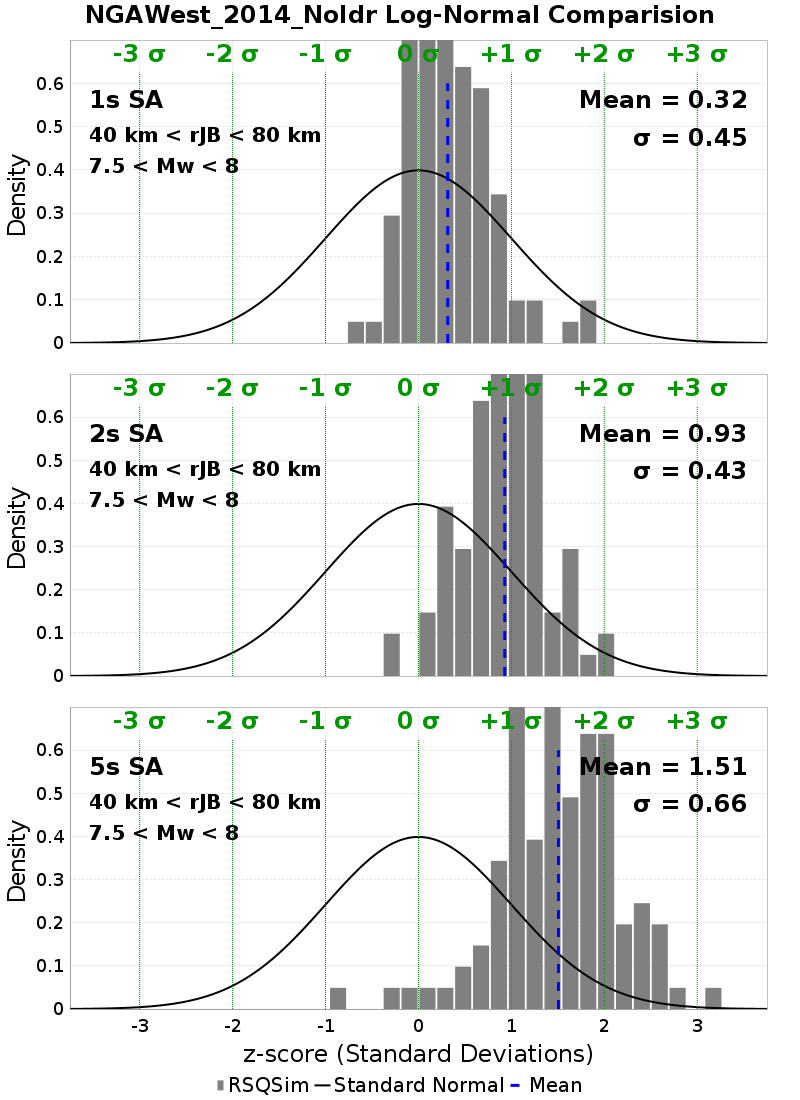 NGAWest_2014_NoIdr Log-Normal Comparision
-3 σ -2 σ -1 σ 0 σ +1 σ +2 σ +3 σ
1s SA
Mean = 0.32
40 km < rJB < 80 km
σ = 0.45
7.5 < Mw < 8
0.6
0.5
0.4
0.3
0.2
0.1
0
Density
-3 σ -2 σ -1 σ 0 σ +1 σ +2 σ +3 σ
2s SA
Mean = 0.93
40 km < rJB < 80 km
σ = 0.43
7.5 < Mw < 8
0.6
0.5
0.4
0.3
0.2
0.1
0
Density
-3 σ -2 σ -1 σ 0 σ +1 σ +2 σ +3 σ
5s SA
Mean = 1.51
40 km < rJB < 80 km
σ = 0.66
7.5 < Mw < 8
0.6
0.5
0.4
0.3
0.2
0.1
0
Density
-3 -2 -1 0 1 2 3
z-score (Standard Deviations)
RSQSim Standard Normal Mean